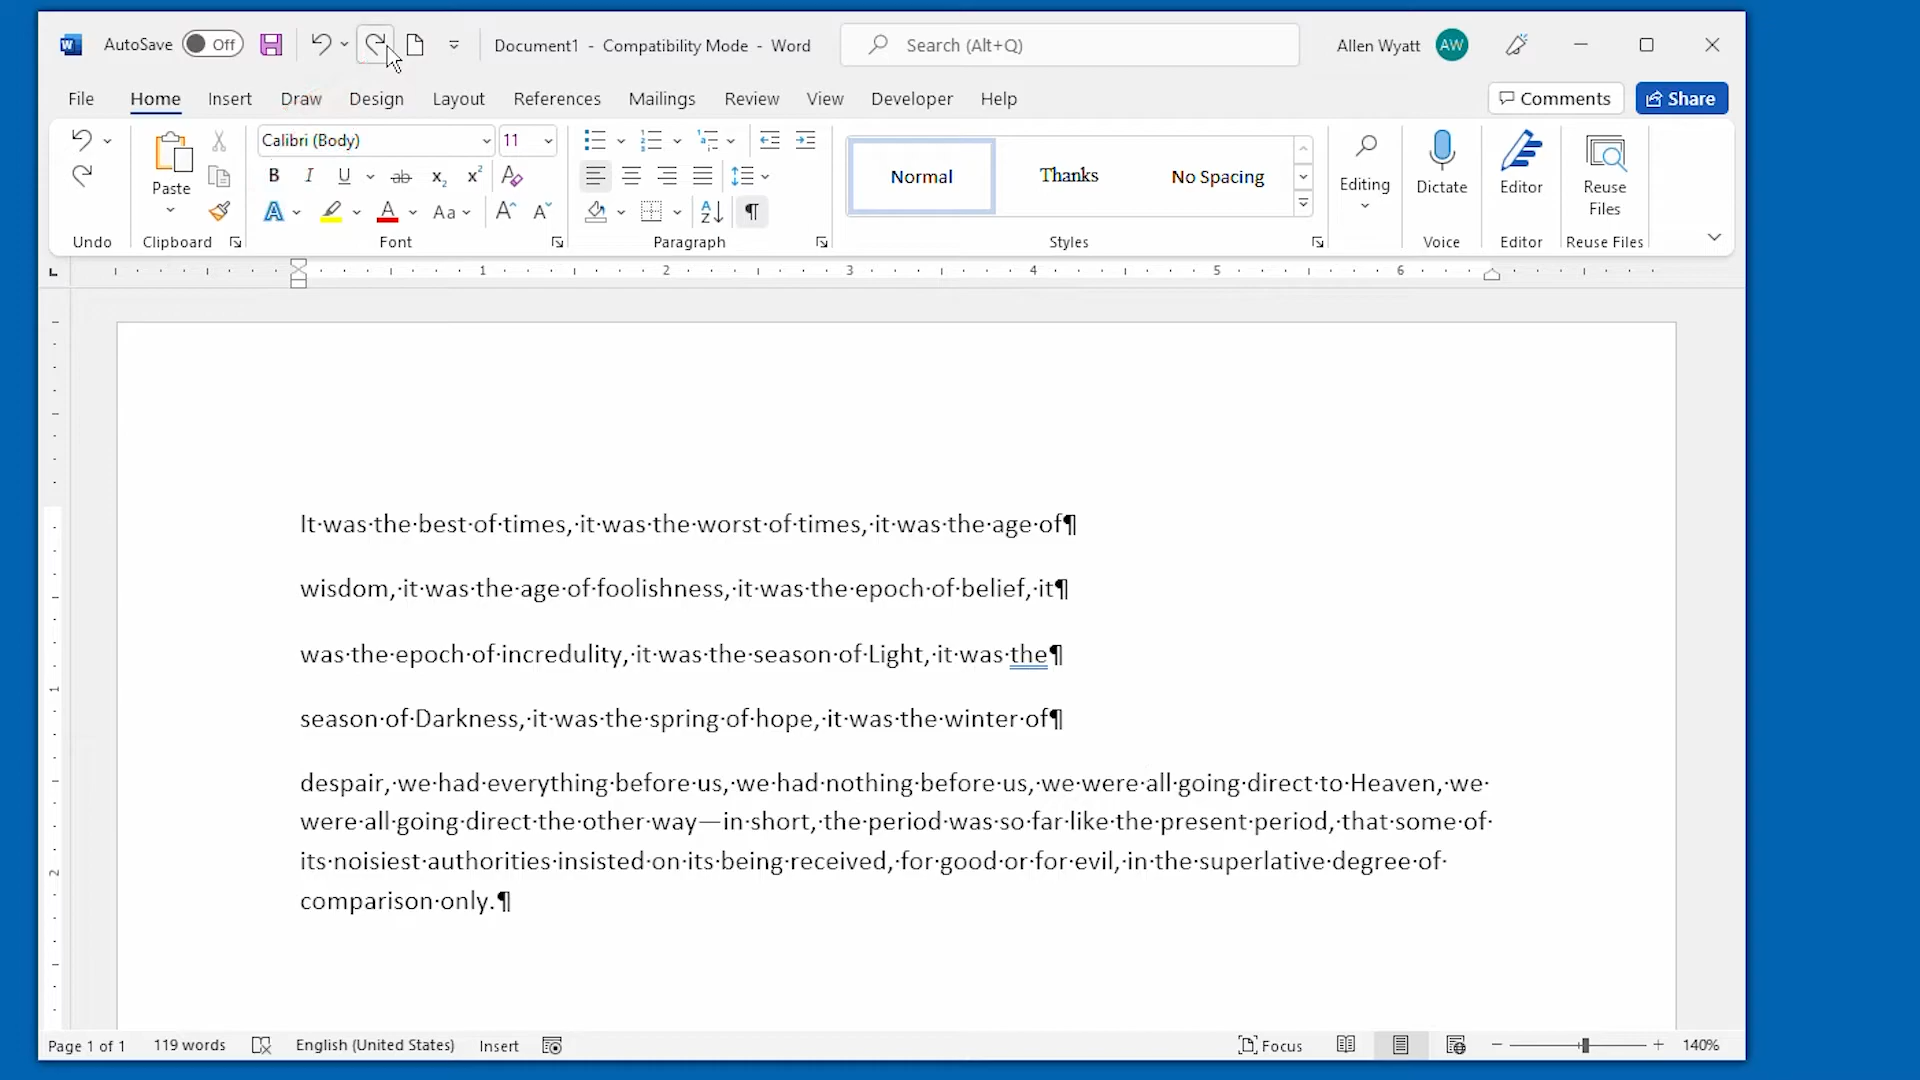 AutoSave Off Document1 - Compatibility Mode - Word Search (Alt+Q) Allen Wyatt AW
File Home Insert Draw Design Layout References Mailings Review View Developer Help Comments Share
Calibri (Body) 11
Paste Normal Thanks No Spacing Editing Dictate Editor Reuse Files
Undo Clipboard Font Paragraph Styles Voice Editor Reuse Files
1 2 3 4 5 6
It·was·the·best·of·times,·it·was·the·worst·of·times,·it·was·the·age·of¶
wisdom,·it·was·the·age·of·foolishness,·it·was·the·epoch·of·belief,·it¶
was·the·epoch·of·incredulity,·it·was·the·season·of·Light,·it·was·the¶
season·of·Darkness,·it·was·the·spring·of·hope,·it·was·the·winter·of¶
despair,·we·had·everything·before·us,·we·had·nothing·before·us,·we·were·all·going·direct·to·Heaven,·we·
were·all·going·direct·the·other·way—in·short,·the·period·was·so·far·like·the·present·period,·that·some·of·
its·noisiest·authorities·insisted·on·its·being·received,·for·good·or·for·evil,·in·the·superlative·degree·of·
comparison·only.¶
1
2
Page 1 of 1 119 words English (United States) Insert Focus 140%